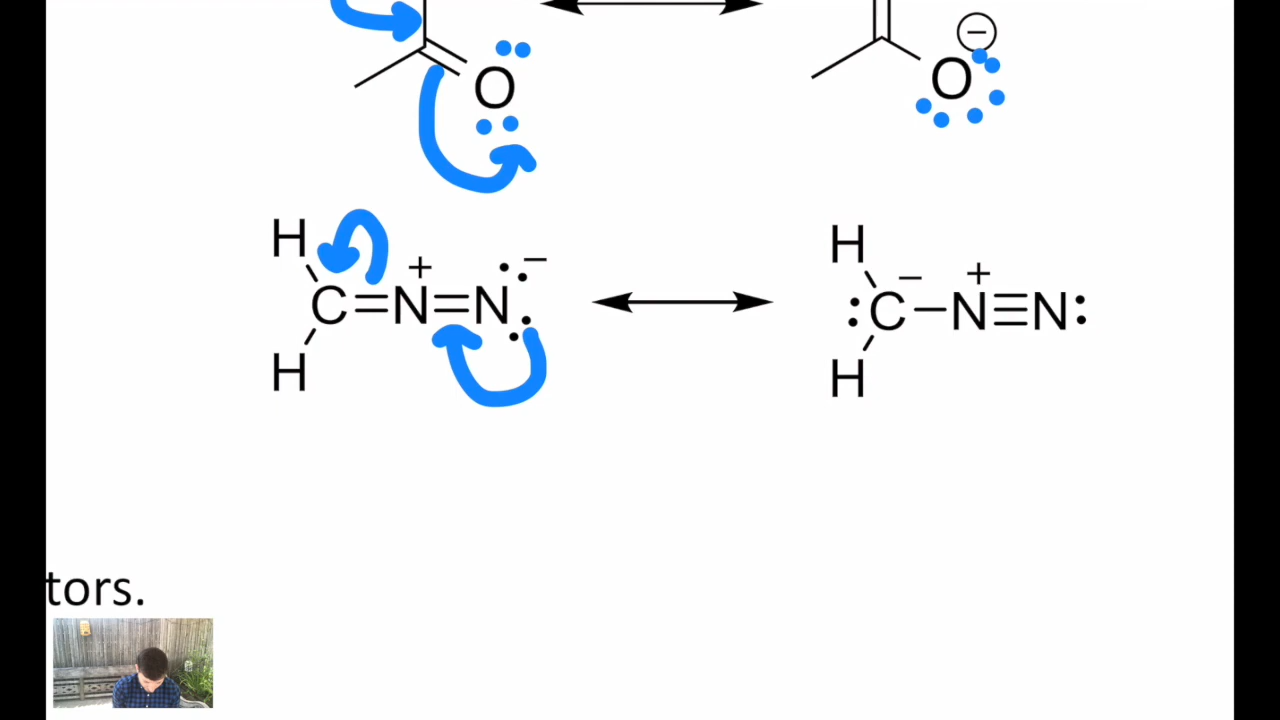 O
O −
H
C=N=N + −
H
H
:C−N≡N: − +
H
tors.